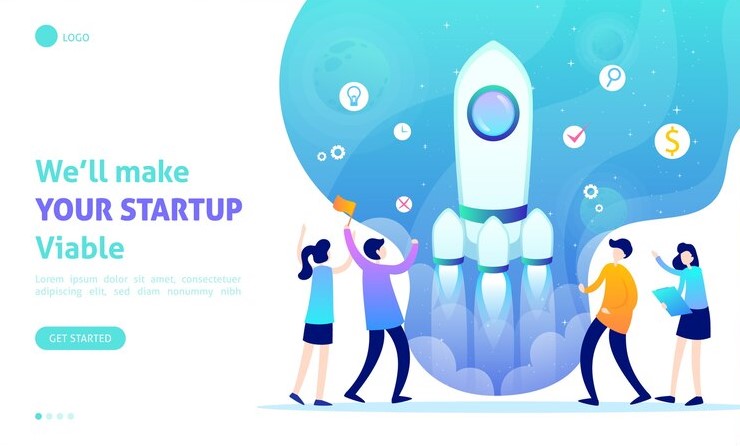 LOGO
We’ll make
YOUR STARTUP
Viable
Lorem ipsum dolor sit amet, consectetuer
adipiscing elit, sed diam nonummy nibh
GET STARTED
$